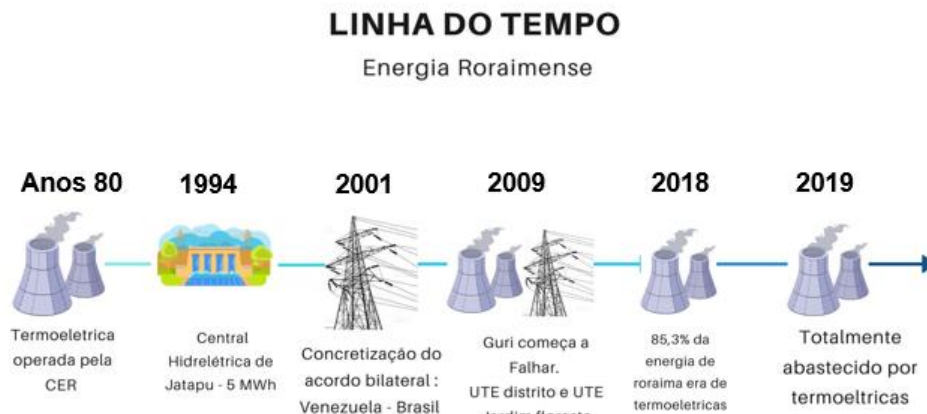 LINHA DO TEMPO
Energia Roraimense
Anos 80
Termoeletrica
operada pela
CER
1994
Central
Hidrelétrica de
Jatapu - 5 MWh
2001
Concretização do
acordo bilateral :
Venezuela - Brasil
2009
Guri começa a
Falhar.
UTE distrito e UTE
2018
85,3% da
energia de
roraima era de
termoeletricas
2019
Totalmente
abastecido por
termoeltricas